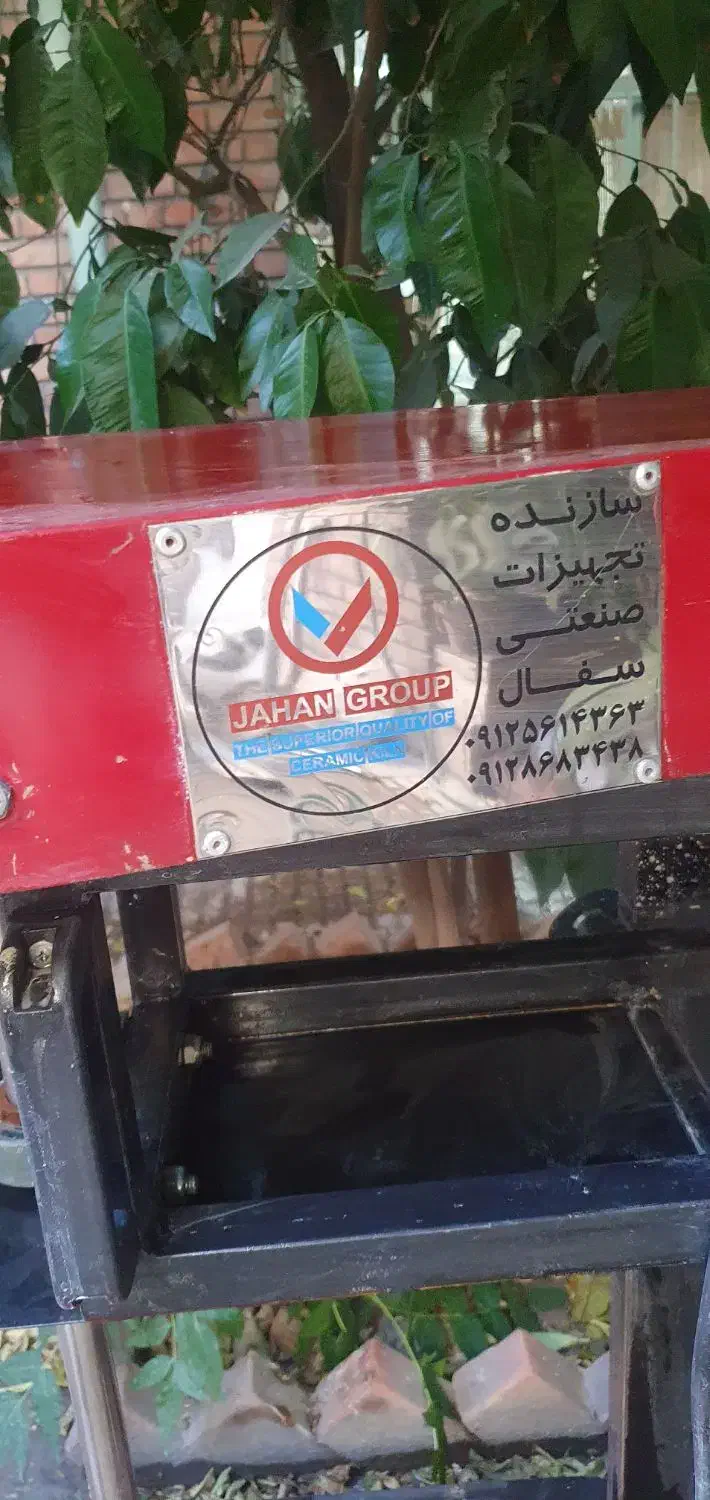 JAHAN GROUP
THE SUPERIOR QUALITY OF
CERAMIC KILN
سازنده
تجهیزات
صنعتی
سفال
۰۹۱۲۵۶۱۴۳۶۳
۰۹۱۲۸۶۸۳۴۳۸